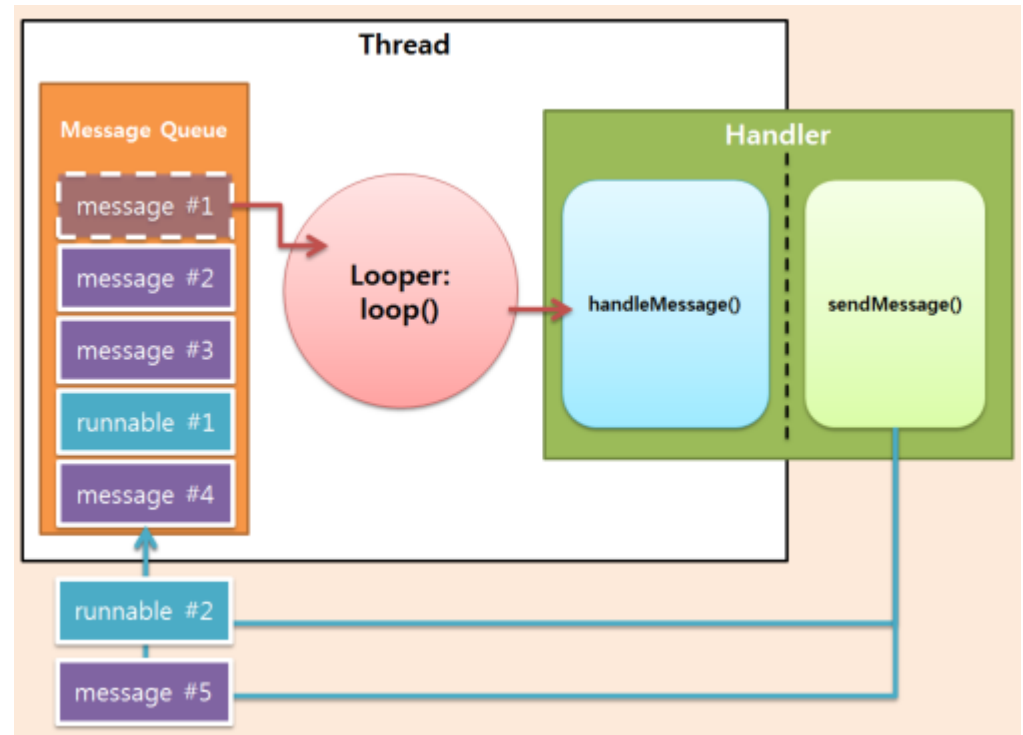 Thread
Message Queue
message #1
message #2
message #3
runnable #1
message #4
runnable #2
message #5
Looper:
loop()
Handler
handleMessage()
sendMessage()